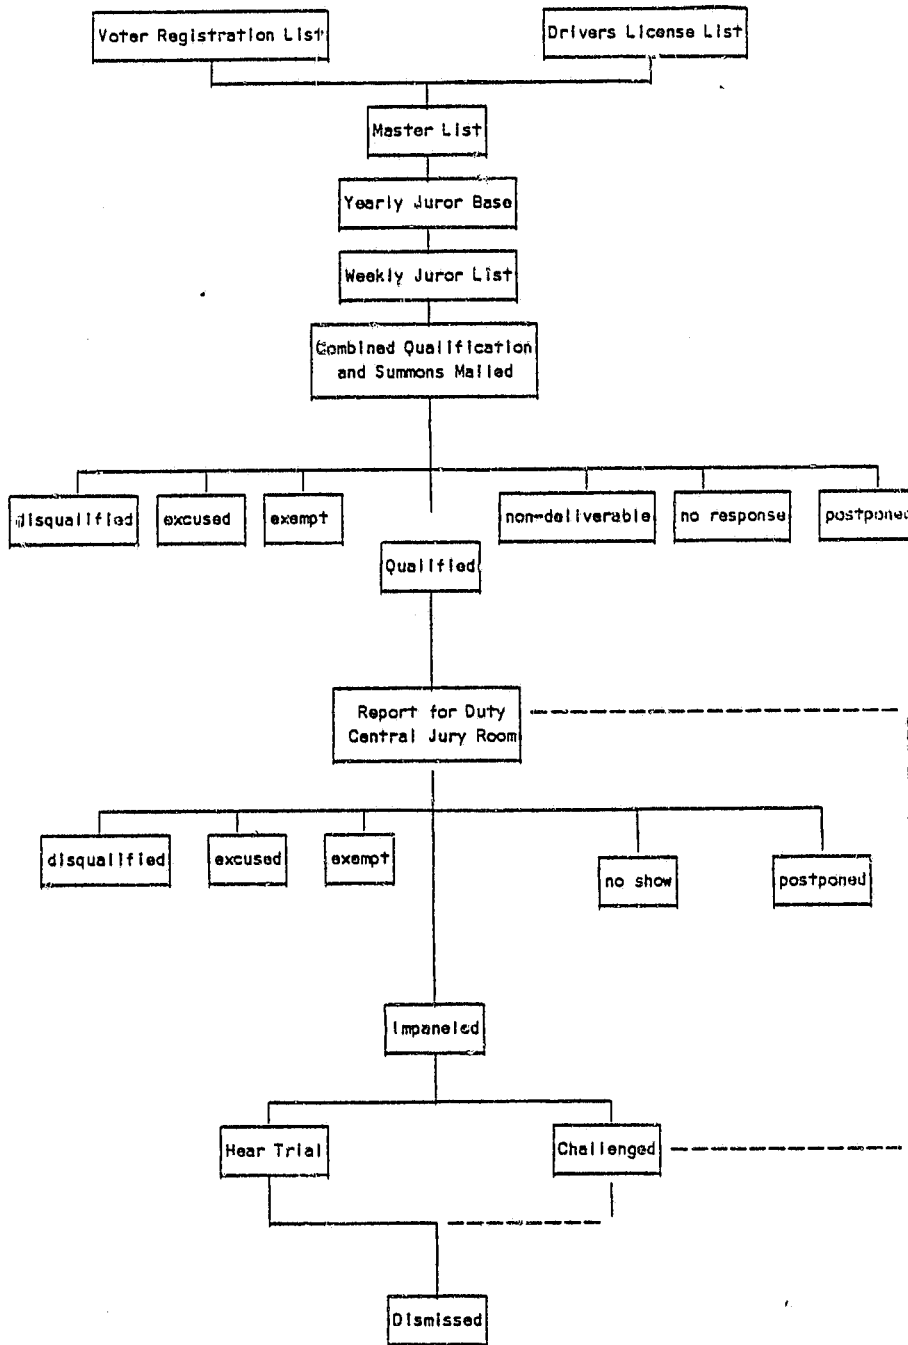 Voter Registration List
Drivers License List
Master List
Yearly Juror Base
Weekly Juror List
Combined Qualification
and Summons Mailed
disqualified
excused
exempt
non-deliverable
no response
postponed
Qualified
Report for Duty
Central Jury Room
disqualified
excused
exempt
no show
postponed
Impaneled
Hear Trial
Challenged
Dismissed